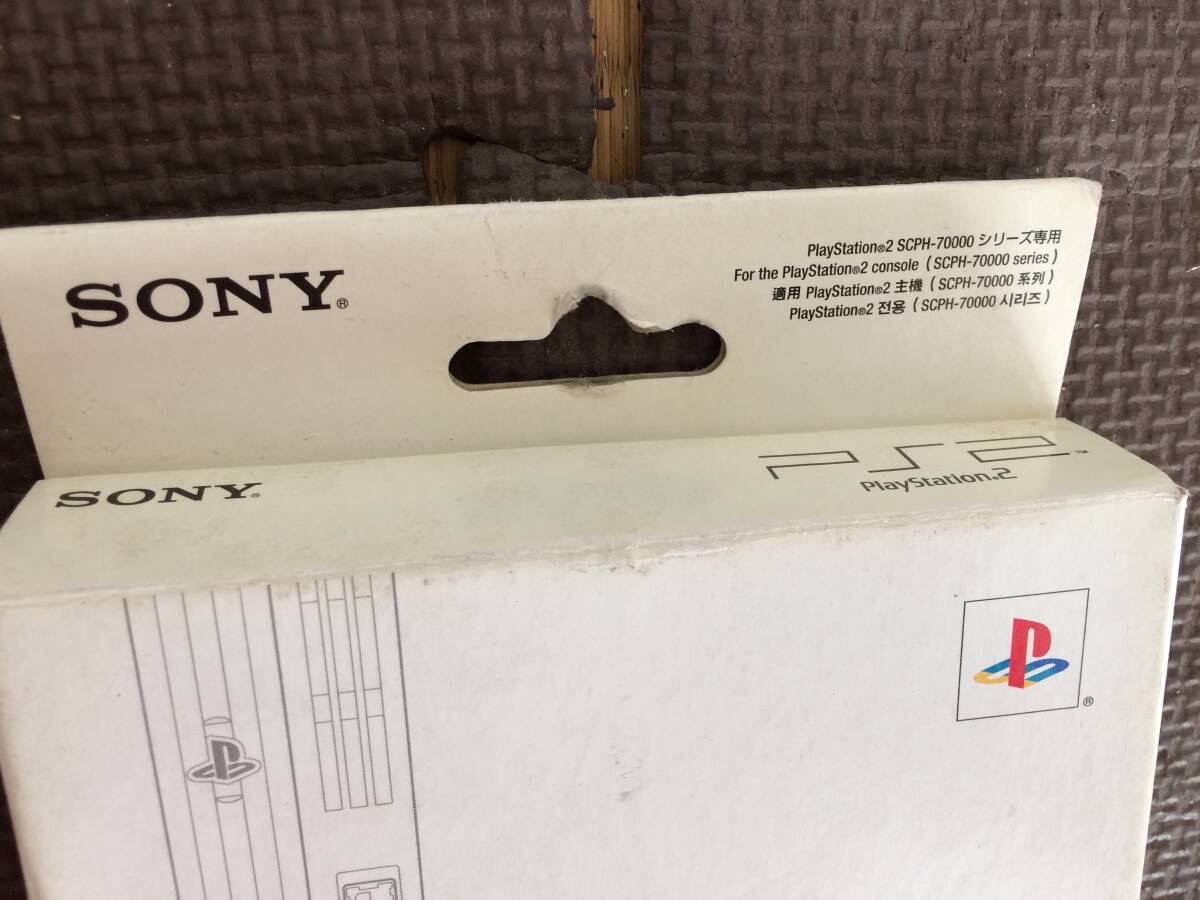 SONY®
PlayStation®2 SCPH-70000 シリーズ専用
For the PlayStation®2 console ( SCPH-70000 series )
適用 PlayStation®2 主機 ( SCPH-70000 系列 )
PlayStation®2 전용 ( SCPH-70000 시리즈 )
SONY®
PS2™
PlayStation®2
®